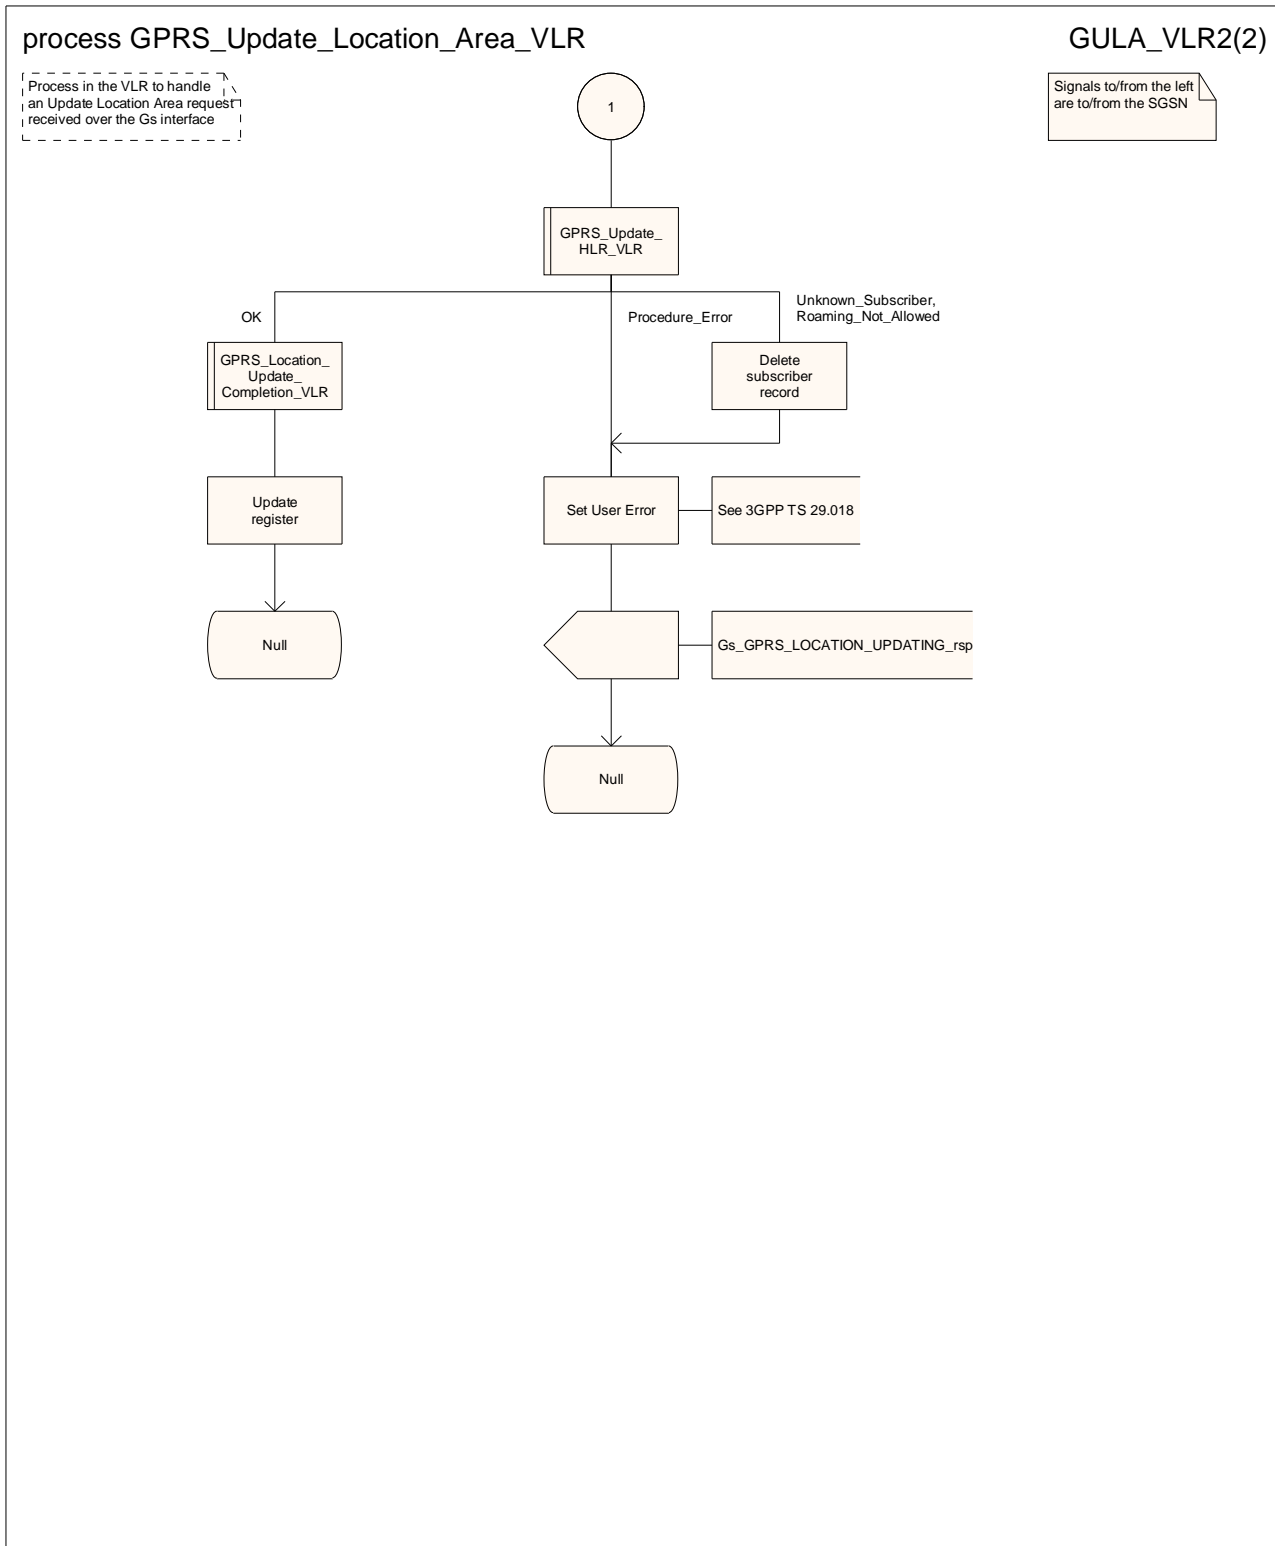 process GPRS_Update_Location_Area_VLR
GULA_VLR2(2)
Process in the VLR to handle
an Update Location Area request
received over the Gs interface
1
Signals to/from the left
are to/from the SGSN
GPRS_Update_
HLR_VLR
OK
Procedure_Error
Unknown_Subscriber,
Roaming_Not_Allowed
GPRS_Location_
Update_
Completion_VLR
Delete
subscriber
record
Update
register
Set User Error
See 3GPP TS 29.018
Null
Gs_GPRS_LOCATION_UPDATING_rsp
Null